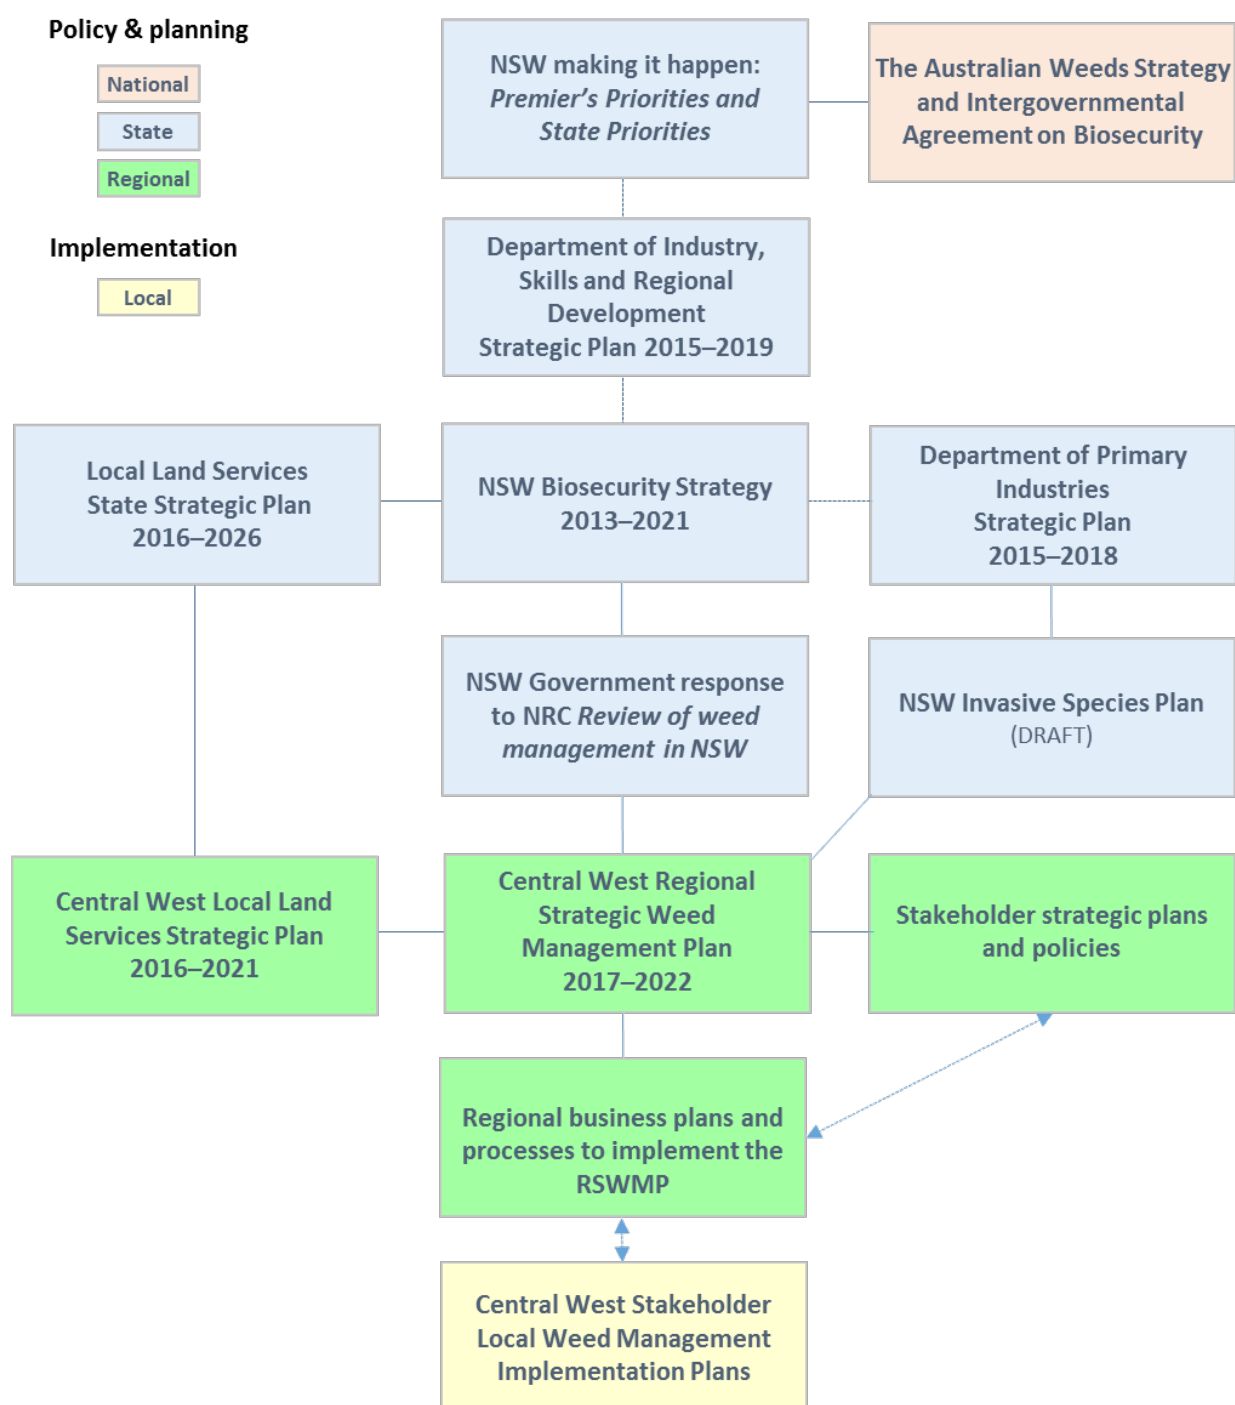 Policy & planning
National
State
Regional
Implementation
Local
NSW making it happen:
Premier's Priorities and
State Priorities
The Australian Weeds Strategy
and Intergovernmental
Agreement on Biosecurity
Department of Industry,
Skills and Regional
Development
Strategic Plan 2015–2019
Local Land Services
State Strategic Plan
2016–2026
NSW Biosecurity Strategy
2013–2021
Department of Primary
Industries
Strategic Plan
2015–2018
NSW Government response
to NRC Review of weed
management in NSW
NSW Invasive Species Plan
(DRAFT)
Central West Local Land
Services Strategic Plan
2016–2021
Central West Regional
Strategic Weed
Management Plan
2017–2022
Stakeholder strategic plans
and policies
Regional business plans and
processes to implement the
RSWMP
Central West Stakeholder
Local Weed Management
Implementation Plans